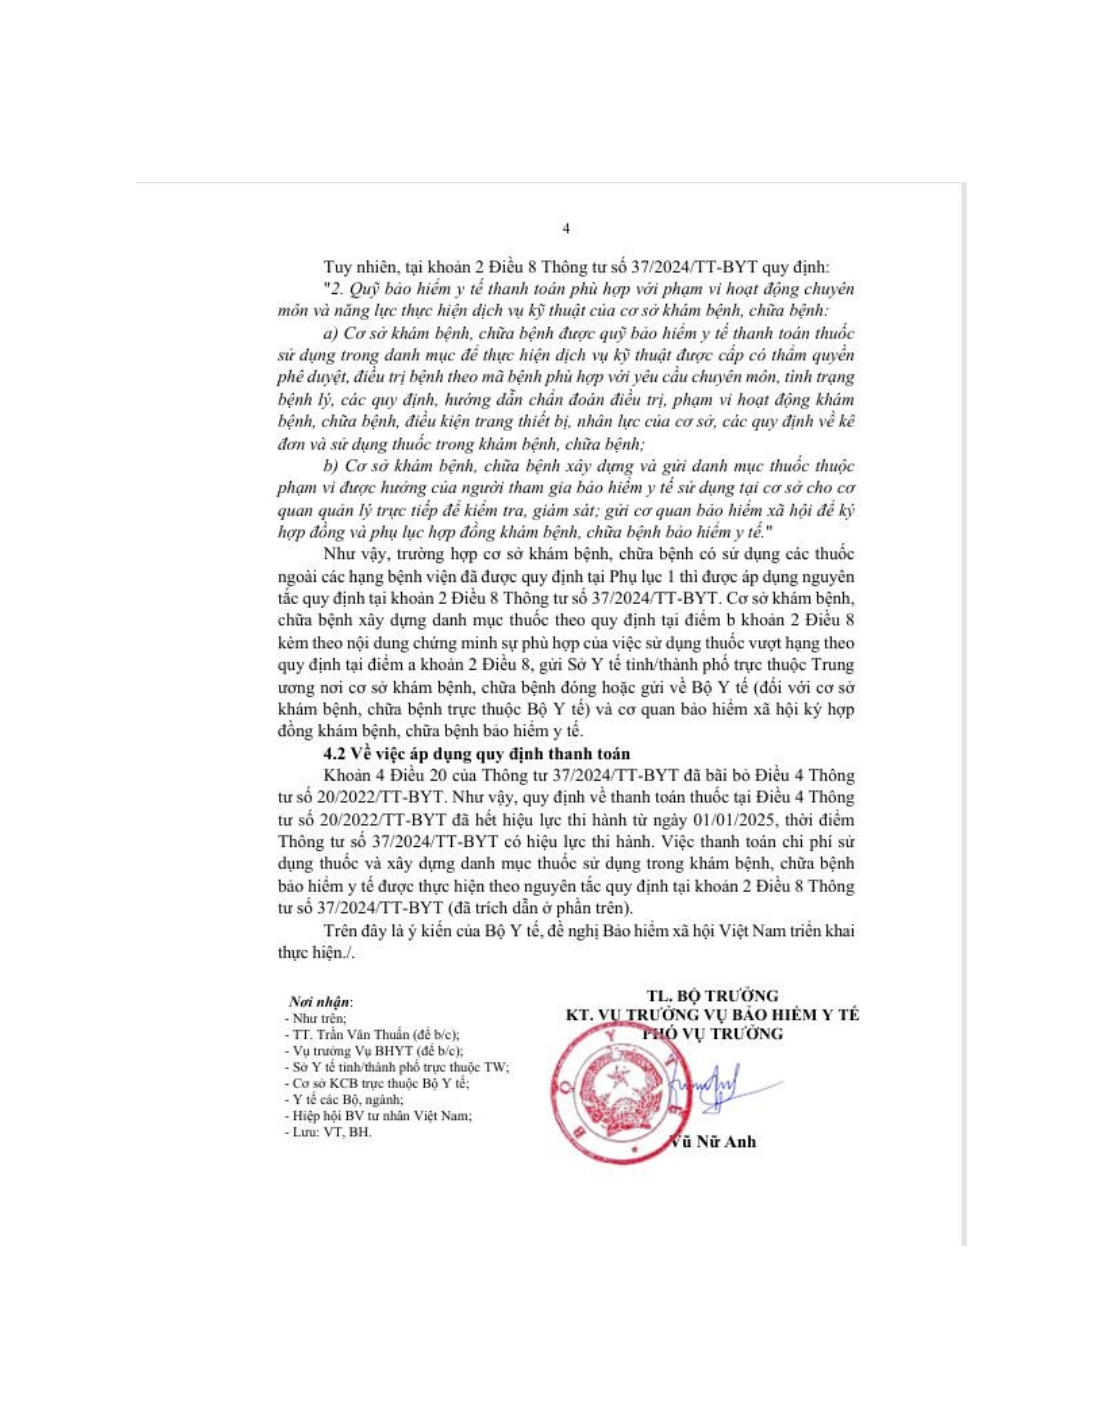 4
Tuy nhiên, tại khoản 2 Điều 8 Thông tư số 37/2024/TT-BYT quy định:
"2. Quỹ bảo hiểm y tế thanh toán phù hợp với phạm vi hoạt động chuyên
môn và năng lực thực hiện dịch vụ kỹ thuật của cơ sở khám bệnh, chữa bệnh:
a) Cơ sở khám bệnh, chữa bệnh được quỹ bảo hiểm y tế thanh toán thuốc
sử dụng trong danh mục để thực hiện dịch vụ kỹ thuật được cấp có thẩm quyền
phê duyệt, điều trị bệnh theo mã bệnh phù hợp với yêu cầu chuyên môn, tình trạng
bệnh lý, các quy định, hướng dẫn chẩn đoán điều trị, phạm vi hoạt động khám
bệnh, chữa bệnh, điều kiện trang thiết bị, nhân lực của cơ sở, các quy định về kê
đơn và sử dụng thuốc trong khám bệnh, chữa bệnh;
b) Cơ sở khám bệnh, chữa bệnh xây dựng và gửi danh mục thuốc thuộc
phạm vi được hưởng của người tham gia bảo hiểm y tế sử dụng tại cơ sở cho cơ
quan quản lý trực tiếp để kiểm tra, giám sát; gửi cơ quan bảo hiểm xã hội để ký
hợp đồng và phụ lục hợp đồng khám bệnh, chữa bệnh bảo hiểm y tế."
Như vậy, trường hợp cơ sở khám bệnh, chữa bệnh có sử dụng các thuốc
ngoài các hạng bệnh viện đã được quy định tại Phụ lục 1 thì được áp dụng nguyên
tắc quy định tại khoản 2 Điều 8 Thông tư số 37/2024/TT-BYT. Cơ sở khám bệnh,
chữa bệnh xây dựng danh mục thuốc theo quy định tại điểm b khoản 2 Điều 8
kèm theo nội dung chứng minh sự phù hợp của việc sử dụng thuốc vượt hạng theo
quy định tại điểm a khoản 2 Điều 8, gửi Sở Y tế tỉnh/thành phố trực thuộc Trung
ương nơi cơ sở khám bệnh, chữa bệnh đóng hoặc gửi về Bộ Y tế (đối với cơ sở
khám bệnh, chữa bệnh trực thuộc Bộ Y tế) và cơ quan bảo hiểm xã hội ký hợp
đồng khám bệnh, chữa bệnh bảo hiểm y tế.
4.2 Về việc áp dụng quy định thanh toán
Khoản 4 Điều 20 của Thông tư 37/2024/TT-BYT đã bãi bỏ Điều 4 Thông
tư số 20/2022/TT-BYT. Như vậy, quy định về thanh toán thuốc tại Điều 4 Thông
tư số 20/2022/TT-BYT đã hết hiệu lực thi hành từ ngày 01/01/2025, thời điểm
Thông tư số 37/2024/TT-BYT có hiệu lực thi hành. Việc thanh toán chi phí sử
dụng thuốc và xây dựng danh mục thuốc sử dụng trong khám bệnh, chữa bệnh
bảo hiểm y tế được thực hiện theo nguyên tắc quy định tại khoản 2 Điều 8 Thông
tư số 37/2024/TT-BYT (đã trích dẫn ở phần trên).
Trên đây là ý kiến của Bộ Y tế, đề nghị Bảo hiểm xã hội Việt Nam triển khai
thực hiện./.
Nơi nhận:
- Như trên;
- TT. Trần Văn Thuấn (để b/c);
- Vụ trưởng Vụ BHYT (để b/c);
- Sở Y tế tỉnh/thành phố trực thuộc TW;
- Cơ sở KCB trực thuộc Bộ Y tế;
- Y tế các Bộ, ngành;
- Hiệp hội BV tư nhân Việt Nam;
- Lưu: VT, BH.
TL. BỘ TRƯỞNG
KT. VỤ TRƯỞNG VỤ BẢO HIỂM Y TẾ
PHÓ VỤ TRƯỞNG
BỘ Y TẾ
Vũ Nữ Anh